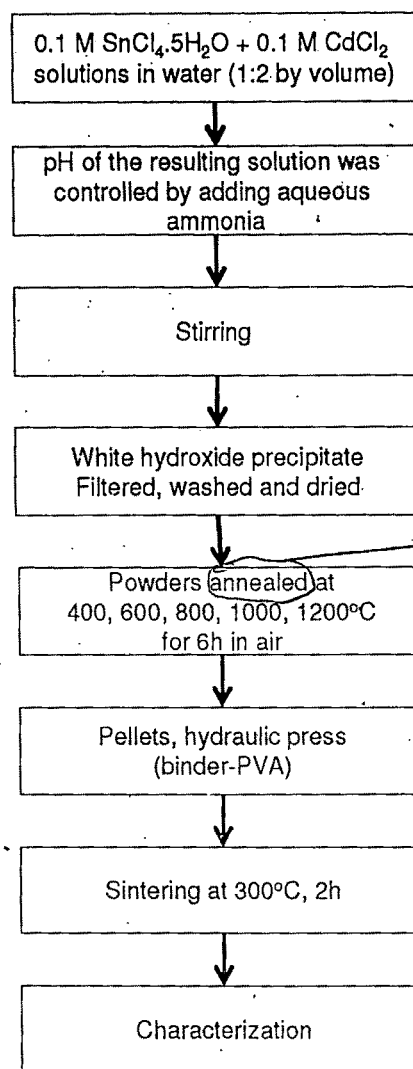 0.1 M SnCl₄.5H₂O + 0.1 M CdCl₂
solutions in water (1:2 by volume)
pH of the resulting solution was
controlled by adding aqueous
ammonia
Stirring
White hydroxide precipitate
Filtered, washed and dried
Powders annealed at
400, 600, 800, 1000, 1200°C
for 6h in air
Pellets, hydraulic press
(binder-PVA)
Sintering at 300°C, 2h
Characterization